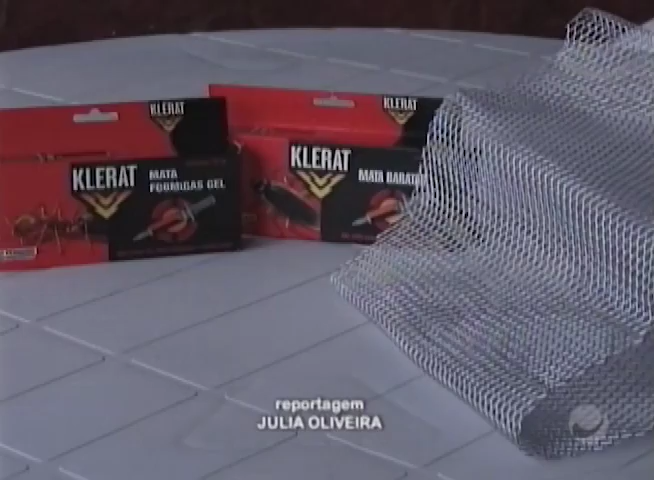 KLERAT
KLERAT
KLERAT
MATA
FORMIGAS GEL
KLERAT
MATA BARATA
reportagem
JULIA OLIVEIRA